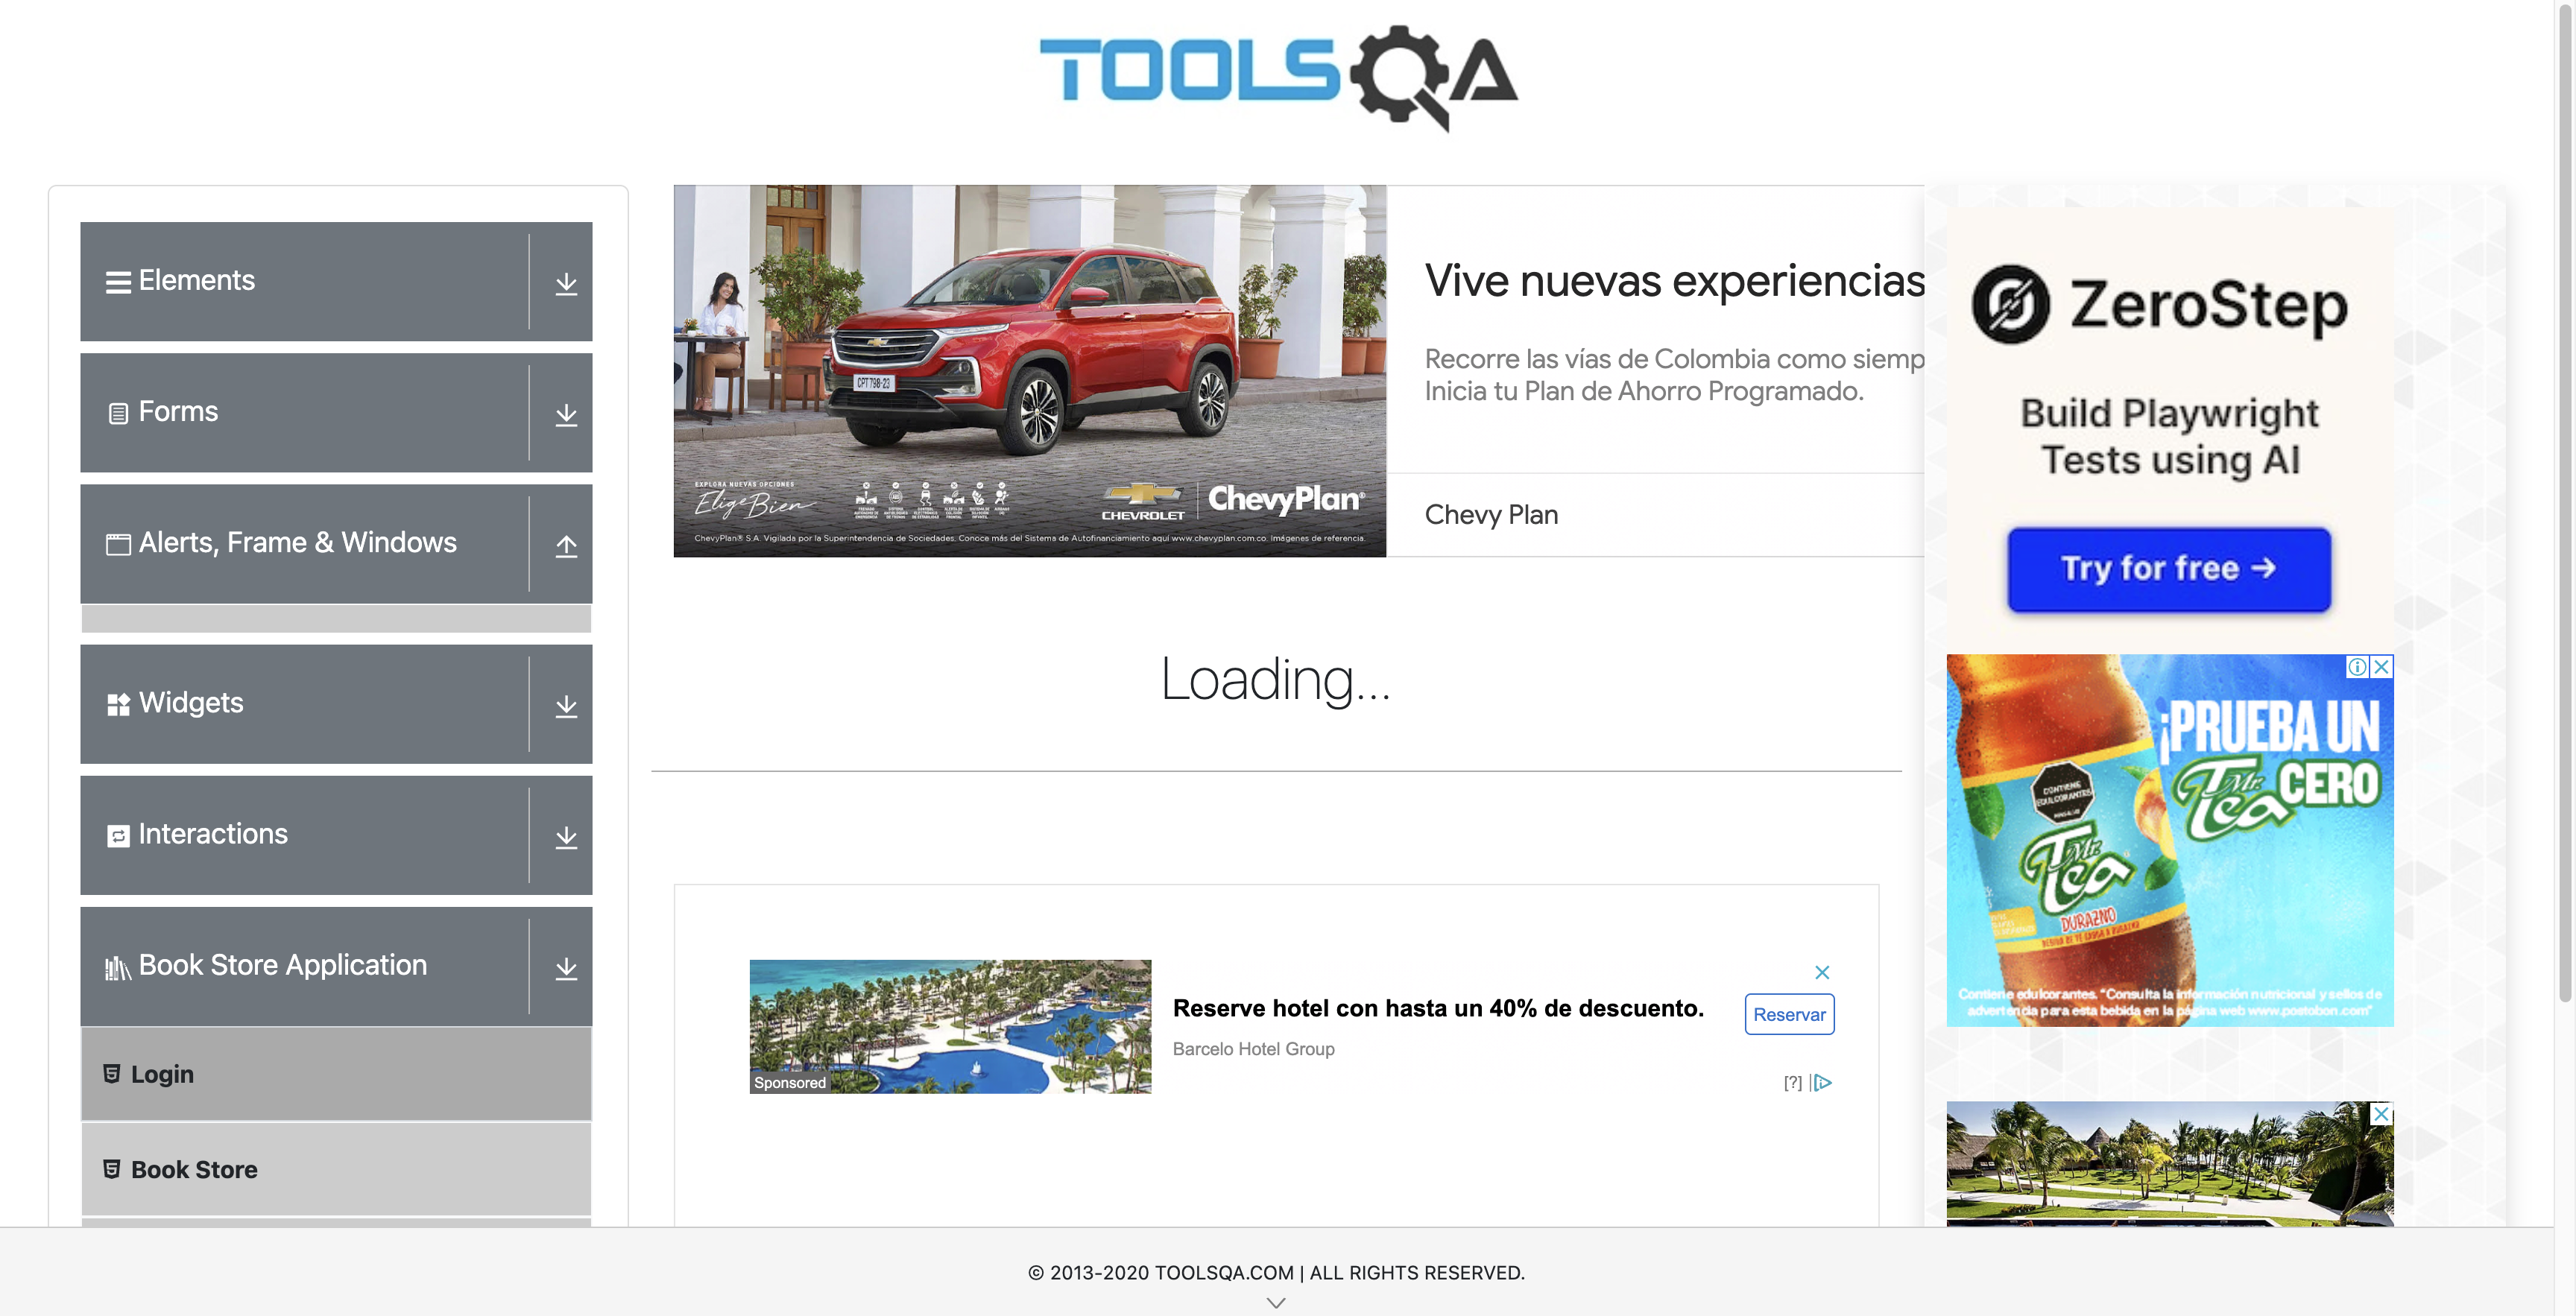 TOOLSQA
Elements
Forms
Alerts, Frame & Windows
Widgets
Interactions
Book Store Application
Login
Book Store
CPT 798-23
EXPLORA NUEVAS OPCIONES
Elige Bien
CHEVROLET
ChevyPlan®
ChevyPlan® S.A. Vigilada por la Superintendencia de Sociedades. Conoce más del Sistema de Autofinanciamiento aquí www.chevyplan.com.co. Imágenes de referencia.
Vive nuevas experiencias
Recorre las vías de Colombia como siemp
Inicia tu Plan de Ahorro Programado.
Chevy Plan
Loading...
Sponsored
Reserve hotel con hasta un 40% de descuento.
Barcelo Hotel Group
Reservar
[?]
ZeroStep
Build Playwright
Tests using AI
Try for free →
¡PRUEBA UN
Mr. Tea CERO
CONTIENE
EDULCORANTES
Mr. Tea
DURAZNO
Contiene edulcorantes. "Consulta la información nutricional y sellos de
advertencia para esta bebida en la página web www.postobon.com"
© 2013-2020 TOOLSQA.COM | ALL RIGHTS RESERVED.